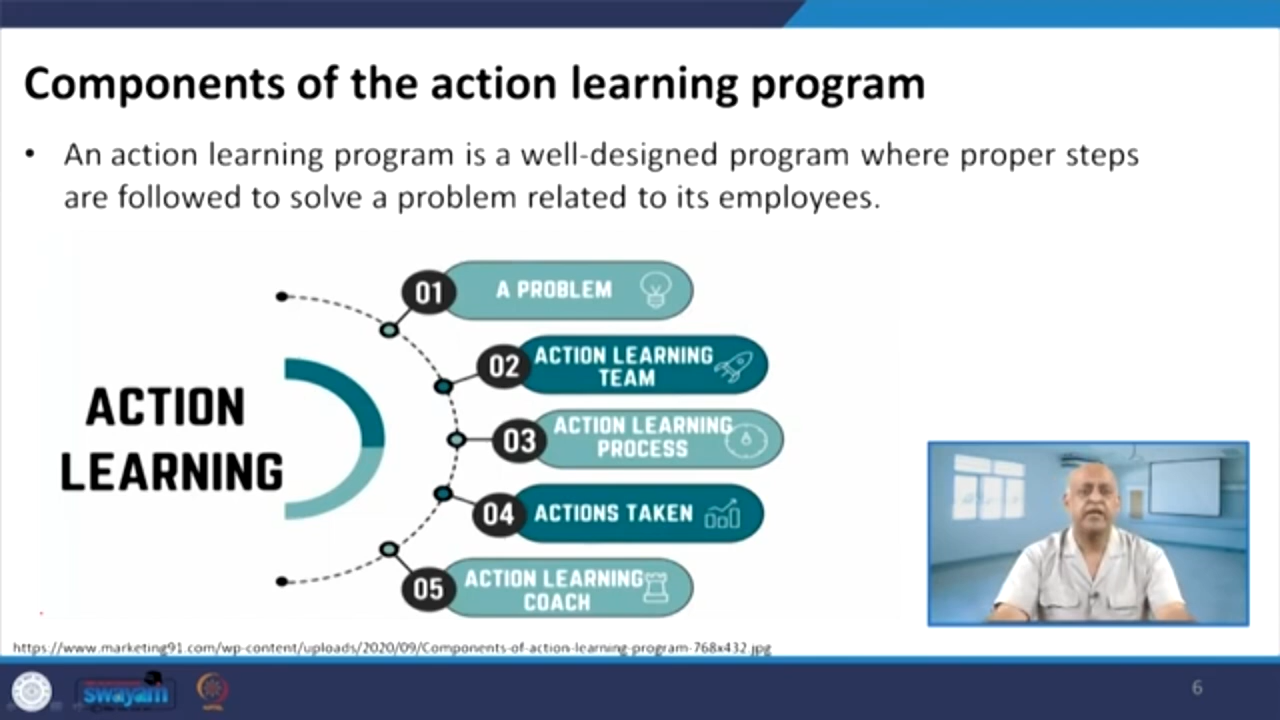 Components of the action learning program
• An action learning program is a well-designed program where proper steps
are followed to solve a problem related to its employees.
ACTION
LEARNING
01
A PROBLEM
02
ACTION LEARNING
TEAM
03
ACTION LEARNING
PROCESS
04
ACTIONS TAKEN
05
ACTION LEARNING
COACH
https://www.marketing91.com/wp-content/uploads/2020/09/Components-of-action-learning-program-768x432.jpg
swayam
6